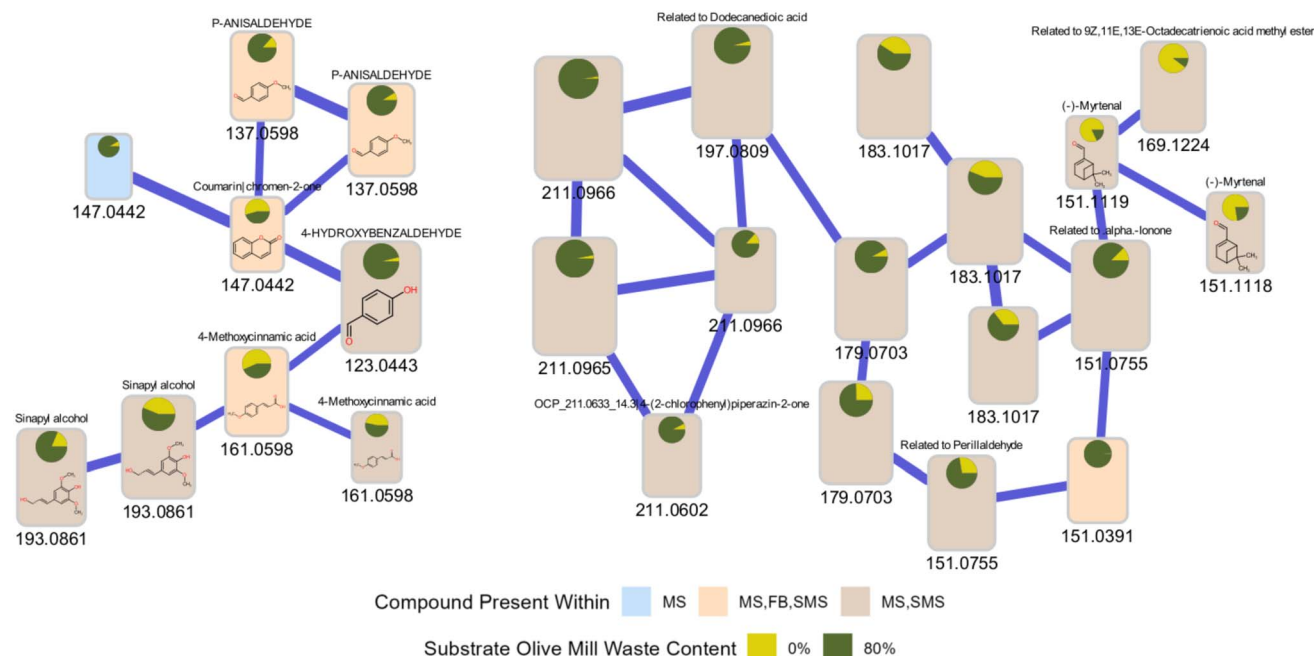 P-ANISALDEHYDE
137.0598
P-ANISALDEHYDE
137.0598
147.0442
Coumarin|chromen-2-one
147.0442
4-HYDROXYBENZALDEHYDE
OH
O
123.0443
4-Methoxycinnamic acid
161.0598
4-Methoxycinnamic acid
161.0598
Sinapyl alcohol
193.0861
Sinapyl alcohol
193.0861
Related to Dodecanedioic acid
197.0809
211.0966
211.0965
211.0966
OCP_211.0633_14.3|4-(2-chlorophenyl)piperazin-2-one
211.0602
183.1017
183.1017
183.1017
179.0703
179.0703
Related to Perillaldehyde
151.0755
151.0391
Related to .alpha.-Ionone
151.0755
(-)-Myrtenal
151.1119
(-)-Myrtenal
151.1118
Related to 9Z,11E,13E-Octadecatrienoic acid methyl ester
169.1224
Compound Present Within MS MS,FB,SMS MS,SMS
Substrate Olive Mill Waste Content 0% 80%